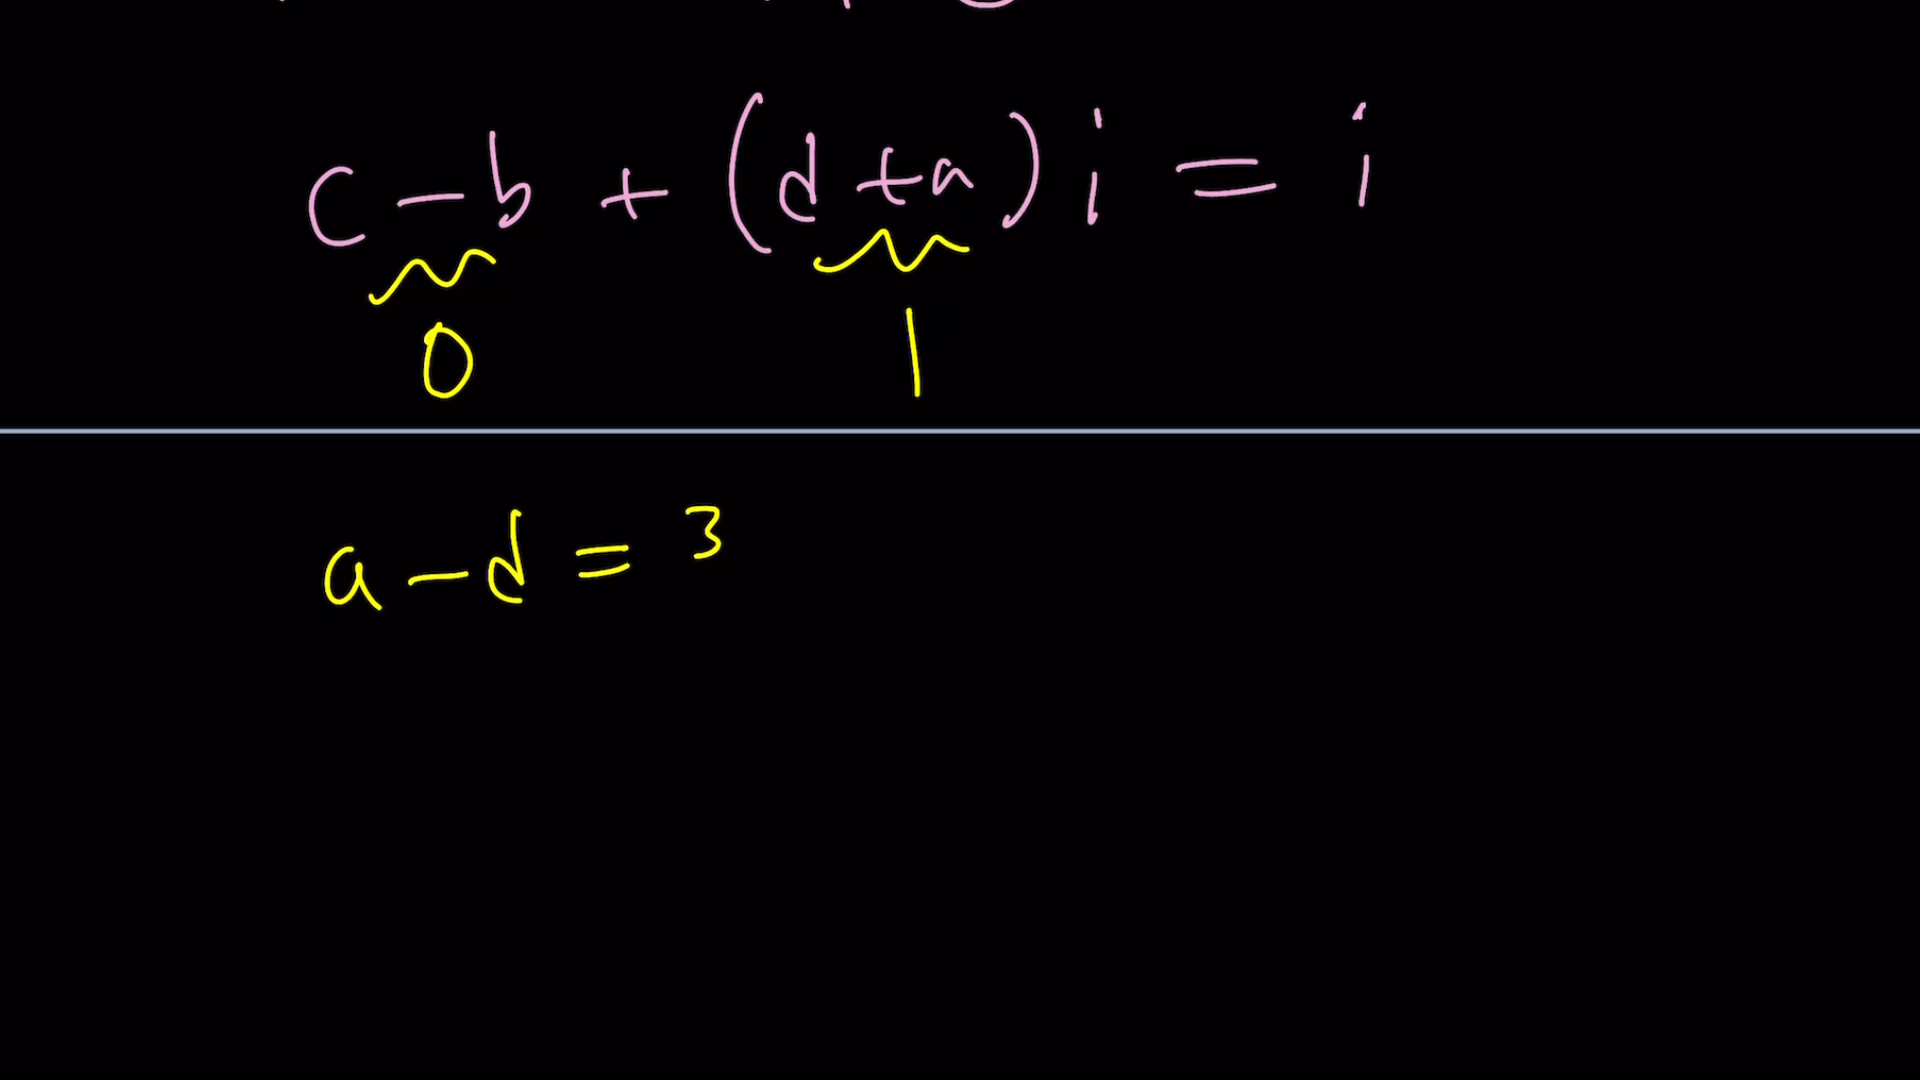 c - b + (d + a) i = i
0 1
a - d = 3